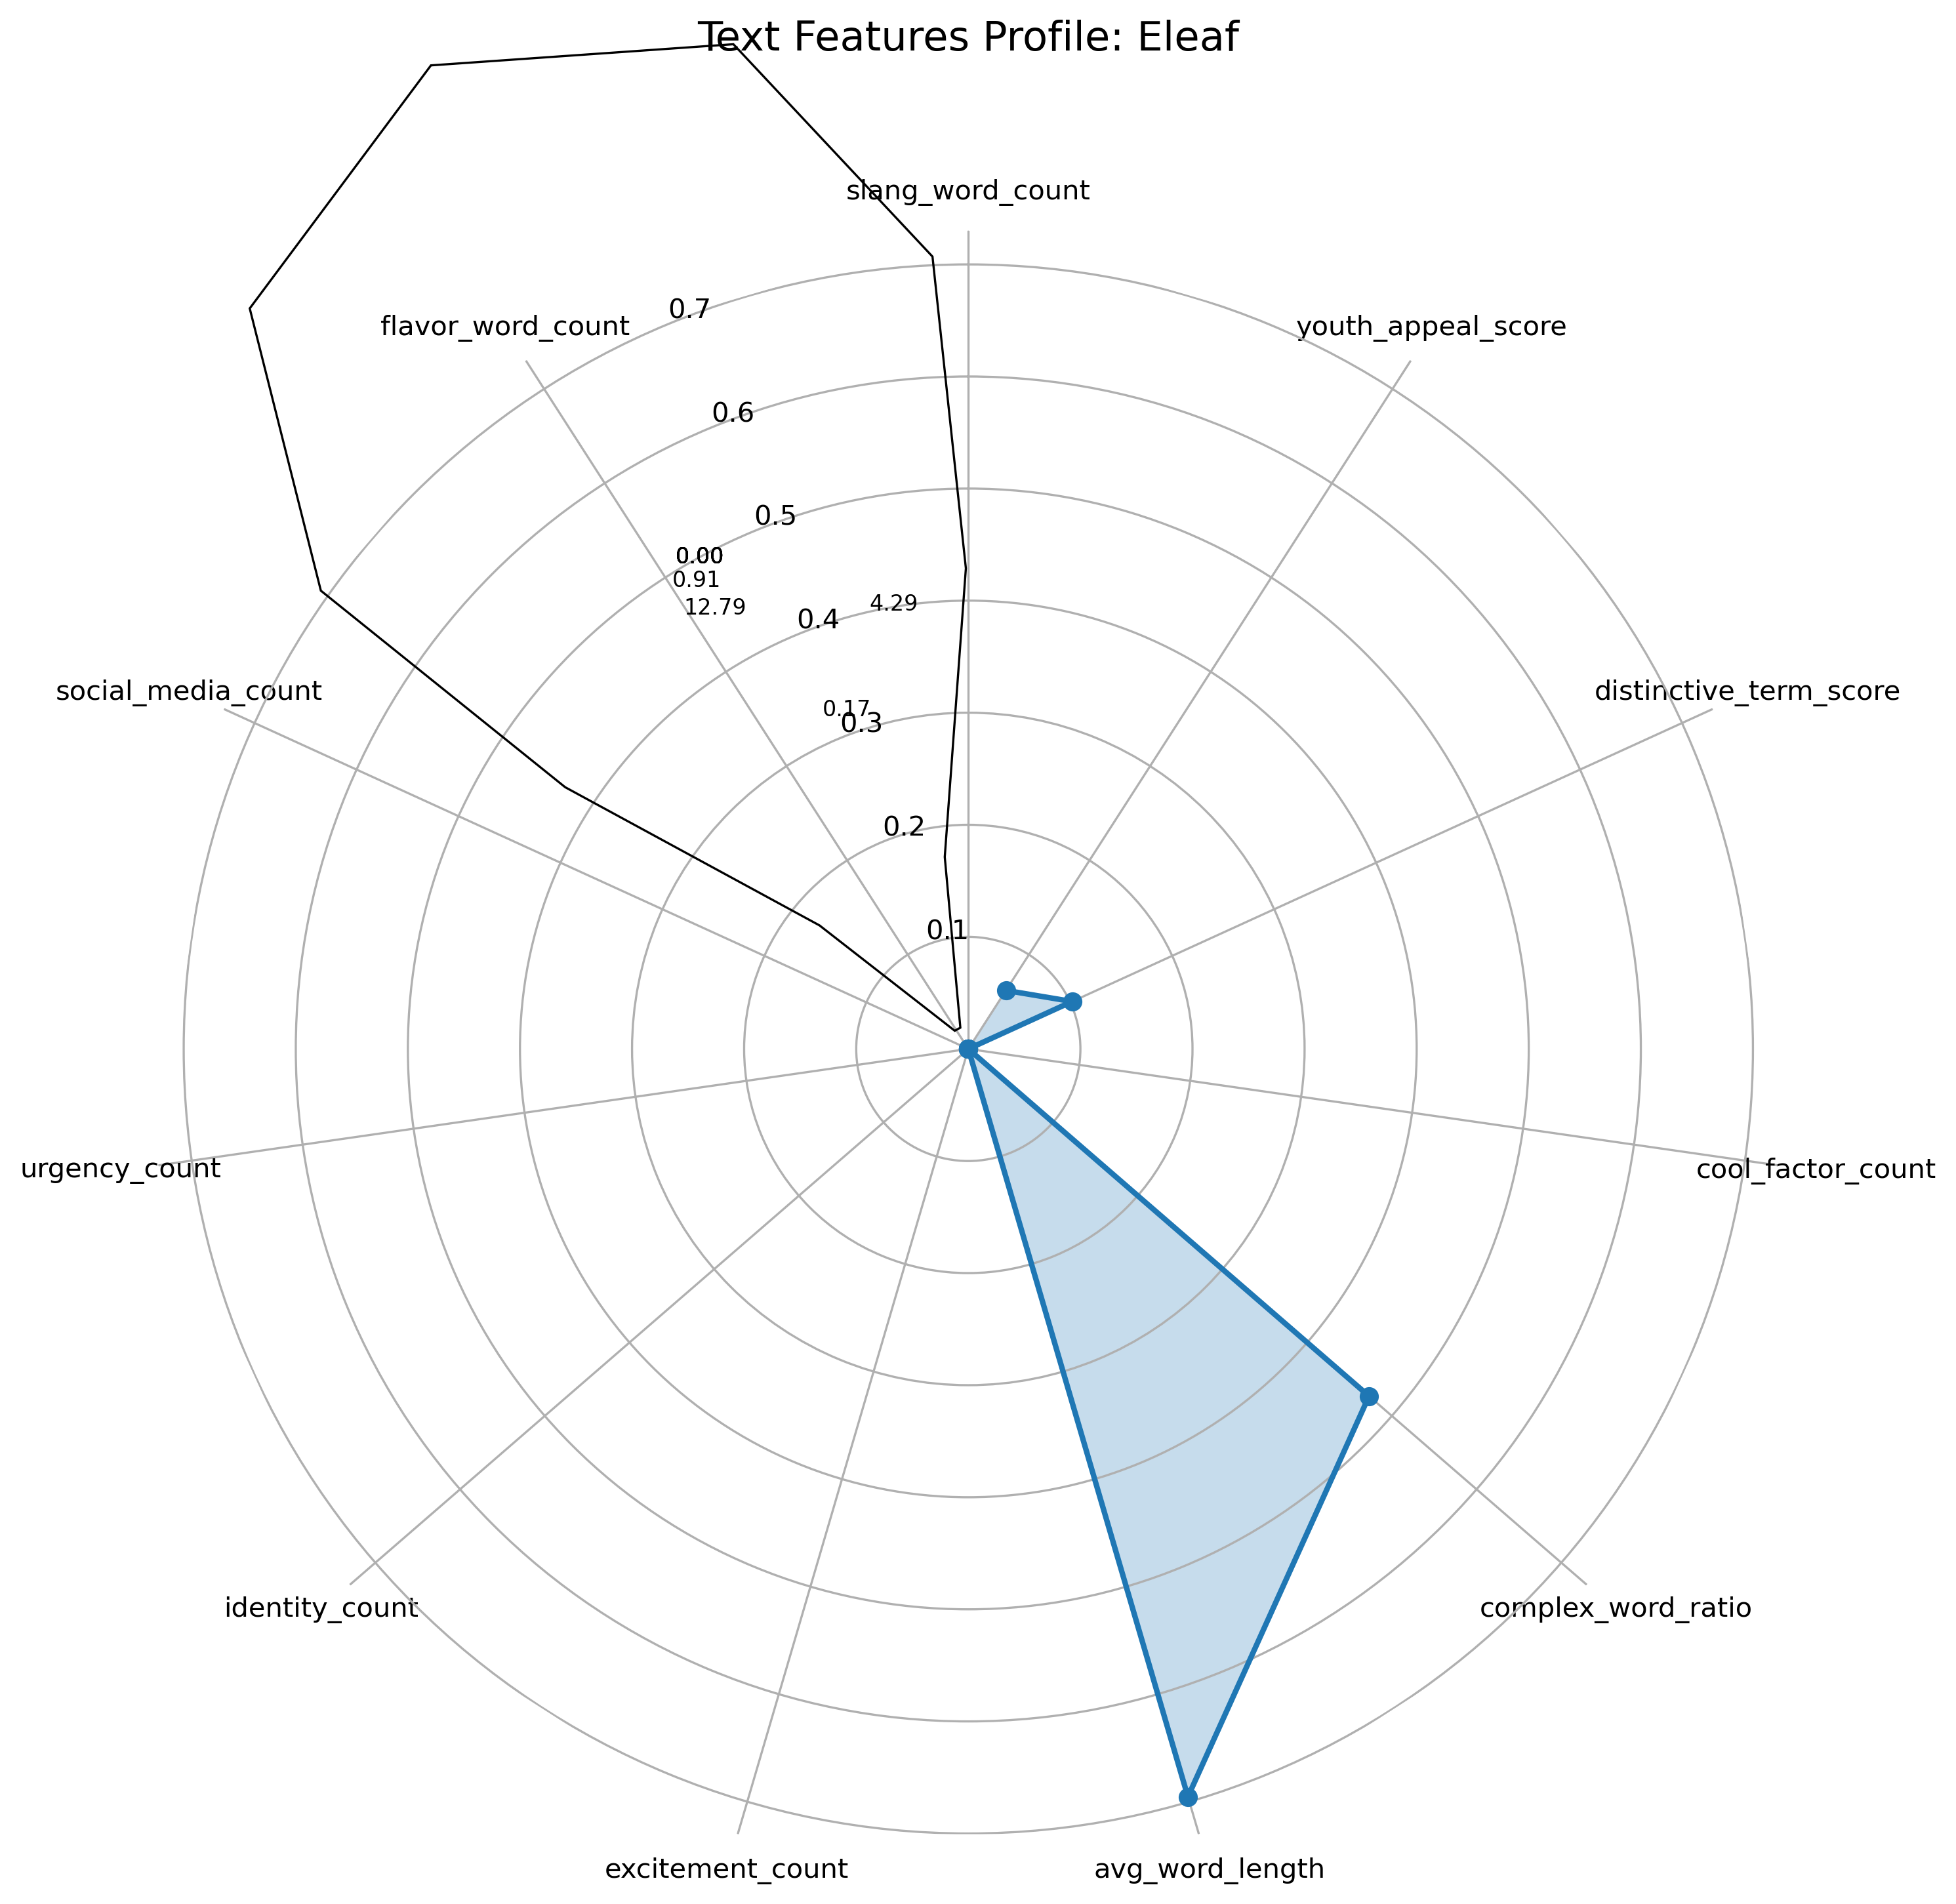 Text Features Profile: Eleaf
slang_word_count
0.7
flavor_word_count
youth_appeal_score
0.6
0.5
0.00
0.91
12.79
4.29
0.4
social_media_count
distinctive_term_score
0.17
0.3
0.2
0.1
urgency_count
cool_factor_count
identity_count
complex_word_ratio
excitement_count
avg_word_length